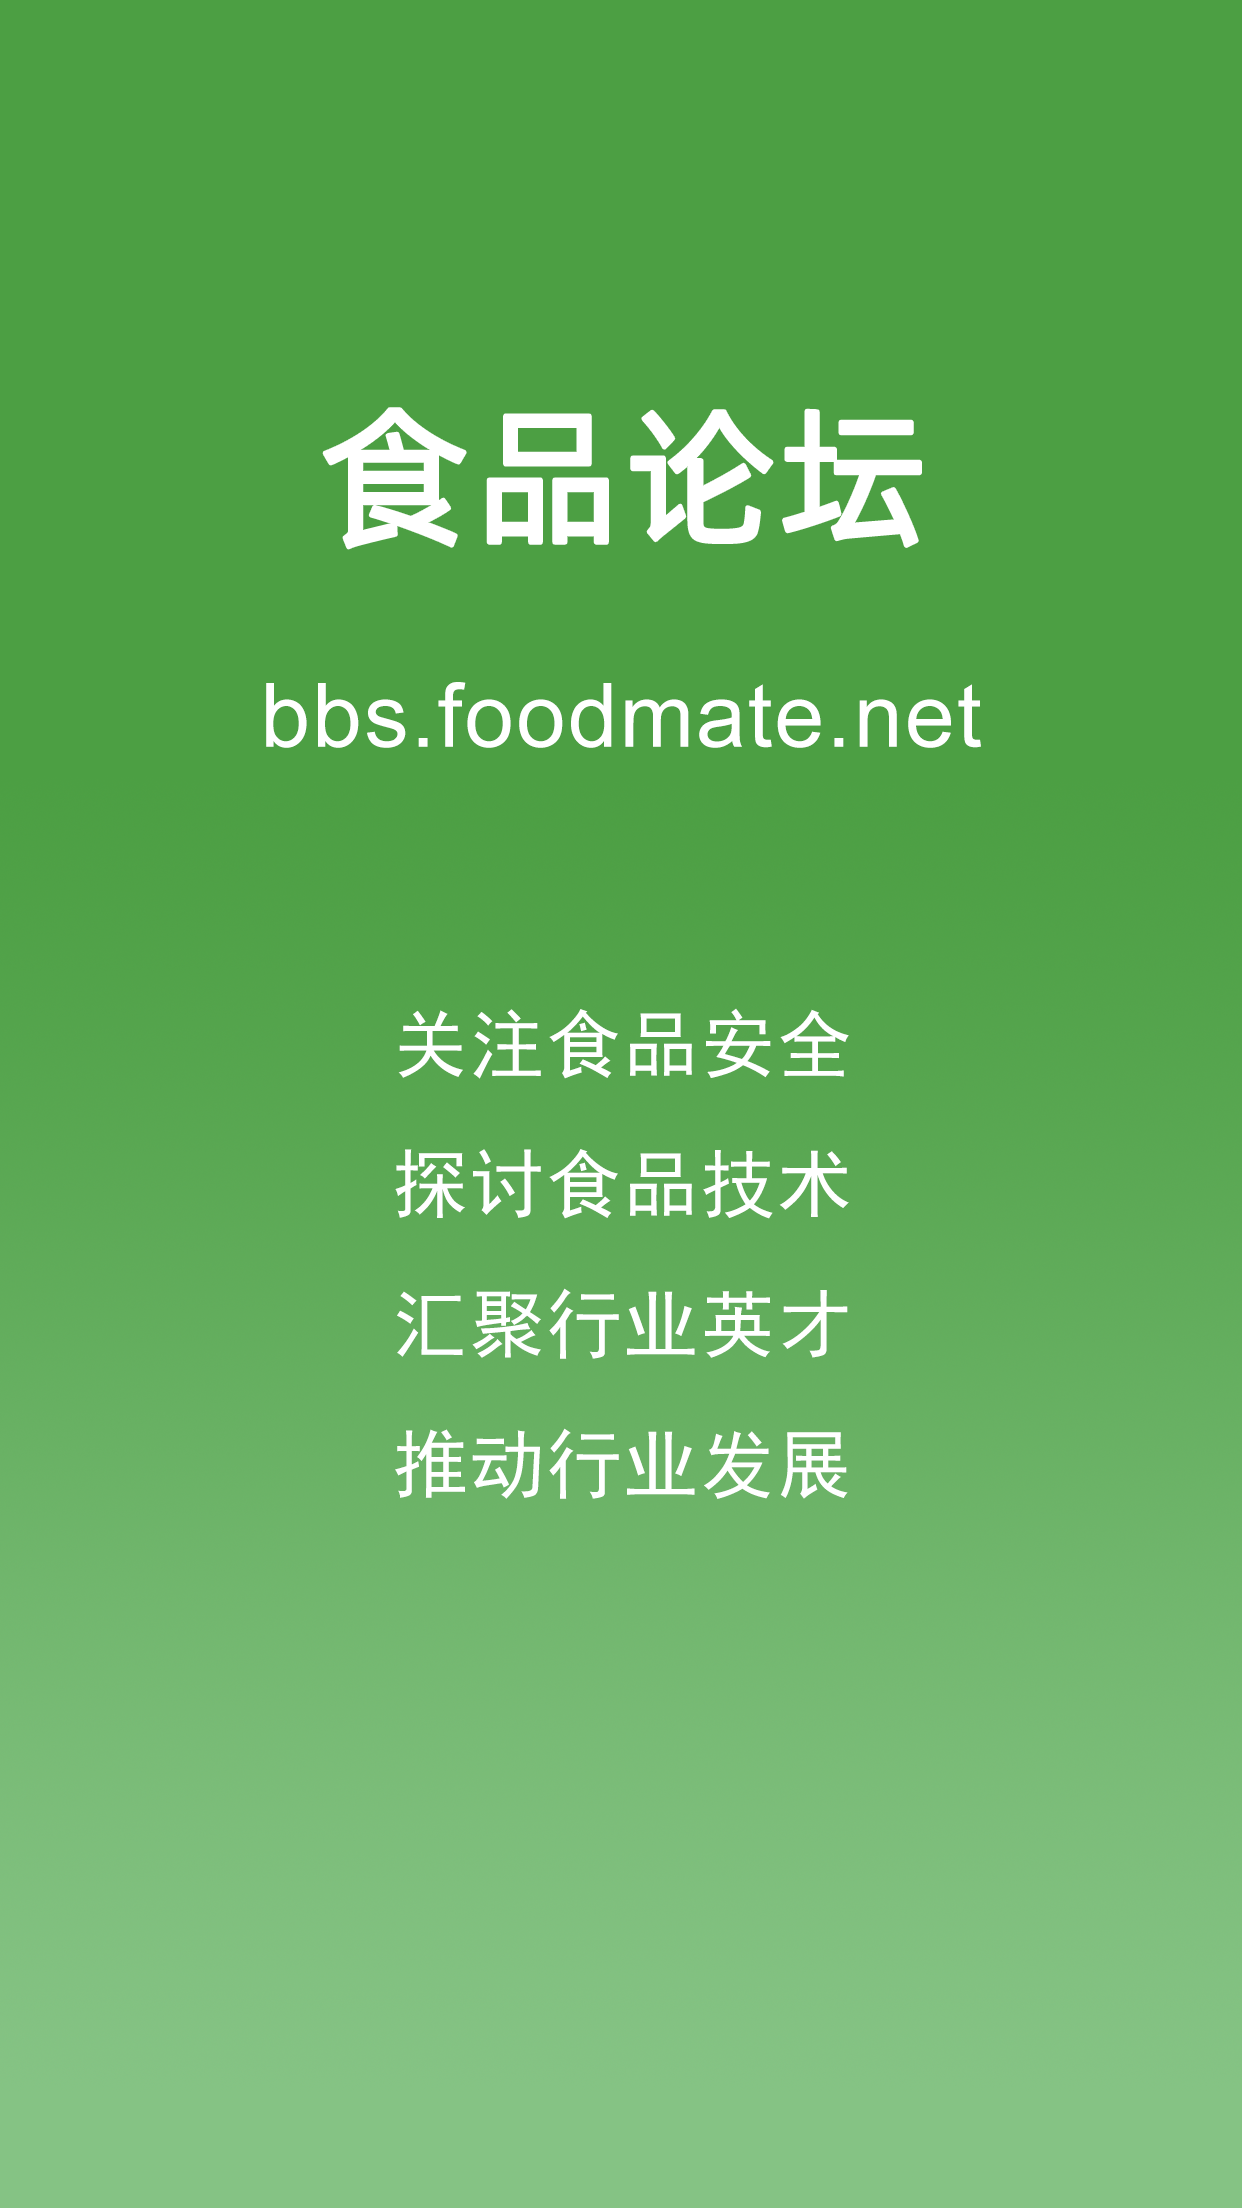 食品论坛
bbs.foodmate.net
关注食品安全
探讨食品技术
汇聚行业英才
推动行业发展